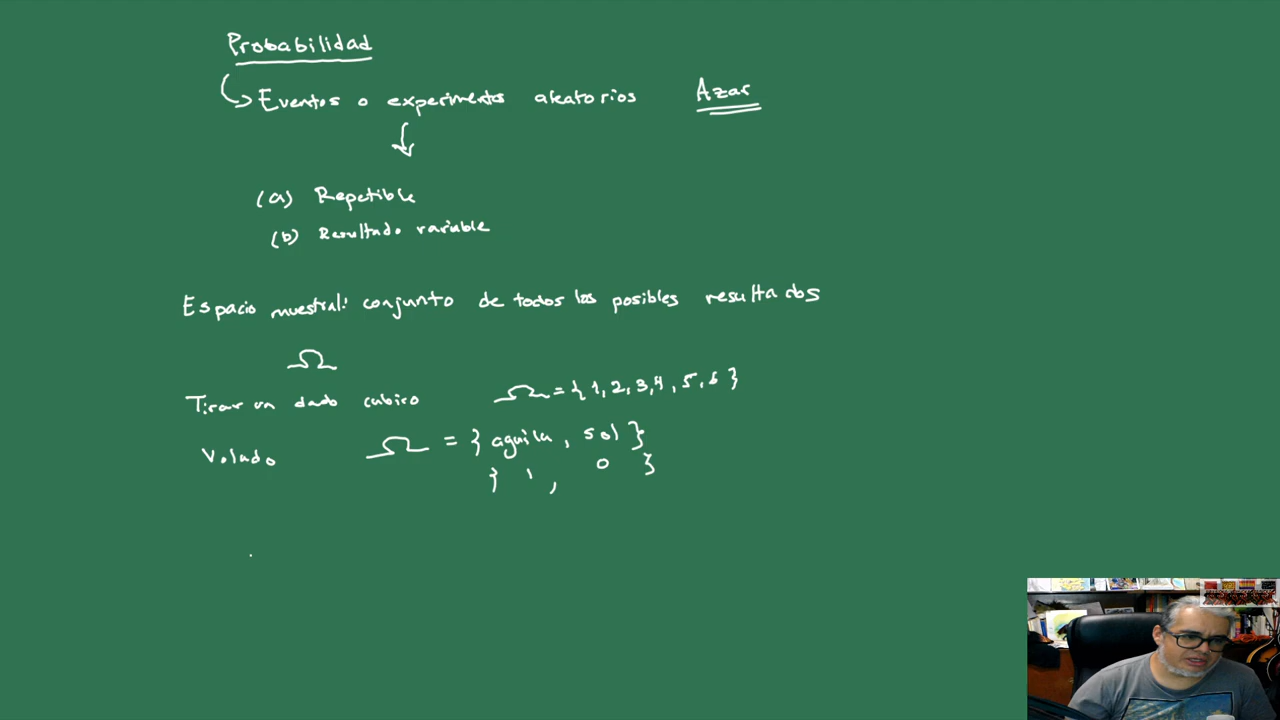 Probabilidad
Eventos o experimentos aleatorios Azar
(a) Repetible
(b) Resultado variable
Espacio muestral: conjunto de todos los posibles resultados
Ω
Tirar un dado cubico Ω = { 1, 2, 3, 4, 5, 6 }
Volado Ω = } aguila, sol }
} 1 , 0 }